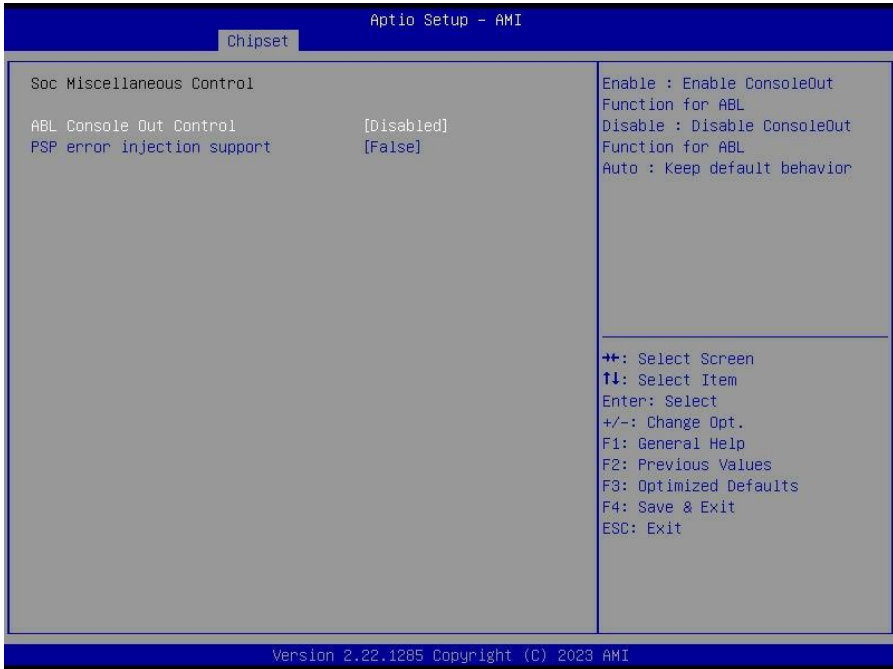 Aptio Setup - AMI
Chipset
Soc Miscellaneous Control
ABL Console Out Control [Disabled]
PSP error injection support [False]
Enable : Enable ConsoleOut
Function for ABL
Disable : Disable ConsoleOut
Function for ABL
Auto : Keep default behavior
→←: Select Screen
↑↓: Select Item
Enter: Select
+/-: Change Opt.
F1: General Help
F2: Previous Values
F3: Optimized Defaults
F4: Save & Exit
ESC: Exit
Version 2.22.1285 Copyright (C) 2023 AMI